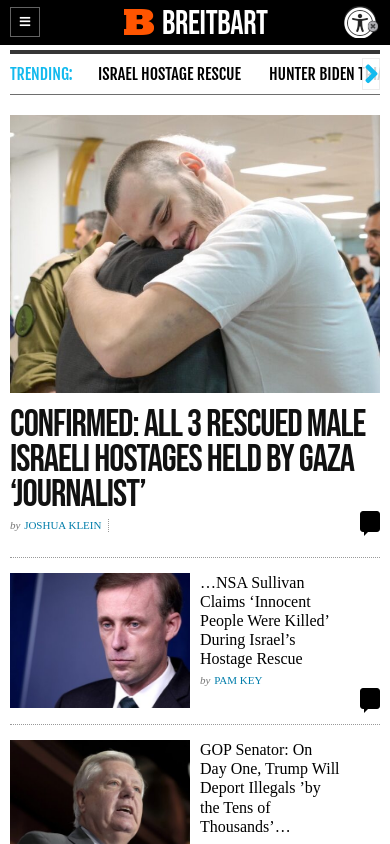 BREITBART
TRENDING: ISRAEL HOSTAGE RESCUE HUNTER BIDEN
CONFIRMED: ALL 3 RESCUED MALE
ISRAELI HOSTAGES HELD BY GAZA
‘JOURNALIST’
by JOSHUA KLEIN
…NSA Sullivan
Claims ‘Innocent
People Were Killed’
During Israel’s
Hostage Rescue
by PAM KEY
GOP Senator: On
Day One, Trump Will
Deport Illegals ’by
the Tens of
Thousands’…